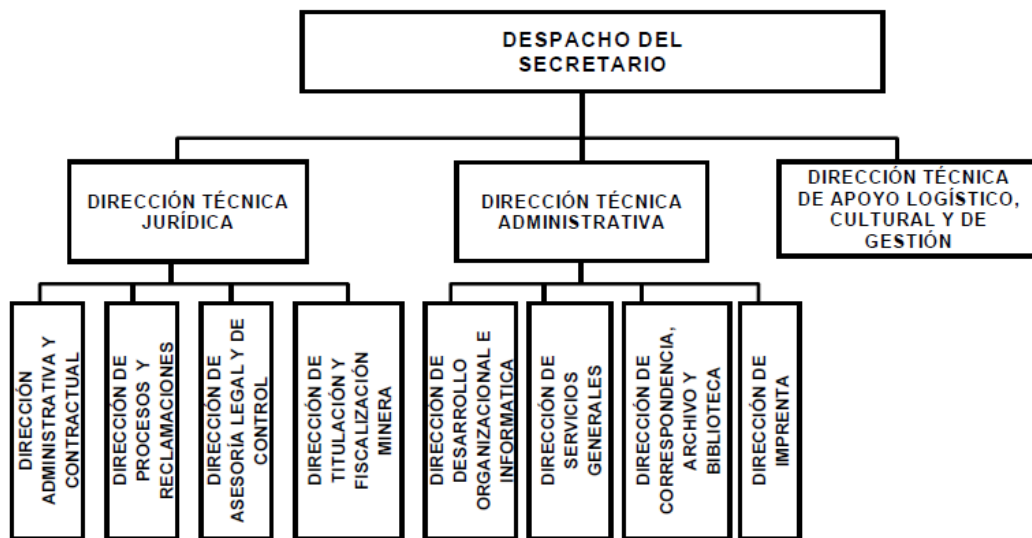 DESPACHO DEL
SECRETARIO
DIRECCIÓN TÉCNICA
JURÍDICA
DIRECCIÓN TÉCNICA
ADMINISTRATIVA
DIRECCIÓN TÉCNICA
DE APOYO LOGÍSTICO,
CULTURAL Y DE
GESTIÓN
DIRECCIÓN
ADMINISTRATIVA Y
CONTRACTUAL
DIRECCIÓN DE
PROCESOS Y
RECLAMACIONES
DIRECCIÓN DE
ASESORÍA LEGAL Y DE
CONTROL
DIRECCIÓN DE
TITULACIÓN Y
FISCALIZACIÓN
MINERA
DIRECCIÓN DE
DESARROLLO
ORGANIZACIONAL E
INFORMATICA
DIRECCIÓN DE
SERVICIOS
GENERALES
DIRECCIÓN DE
CORRESPONDENCIA,
ARCHIVO Y
BIBLIOTECA
DIRECCIÓN DE
IMPRENTA